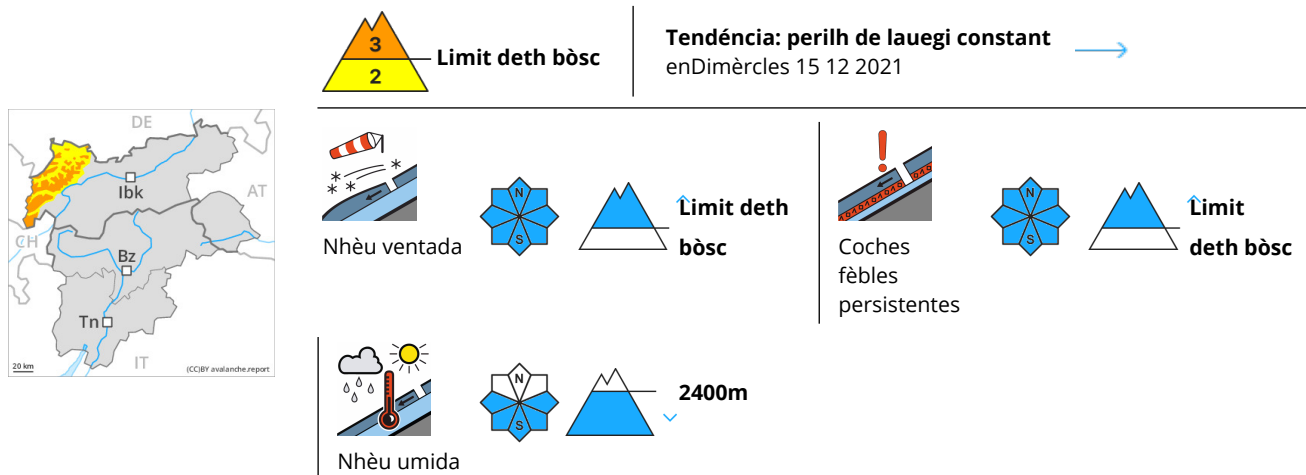 3
2
Limit deth bòsc
Tendéncia: perilh de lauegi constant
enDimèrcles 15 12 2021
DE
AT
CH
IT
Ibk
Bz
Tn
20 km
(CC)BY avalanche.report
N
S
Limit deth
bòsc
Nhèu ventada
N
S
Limit
deth bòsc
Coches
fèbles
persistentes
N
S
2400m
Nhèu umida